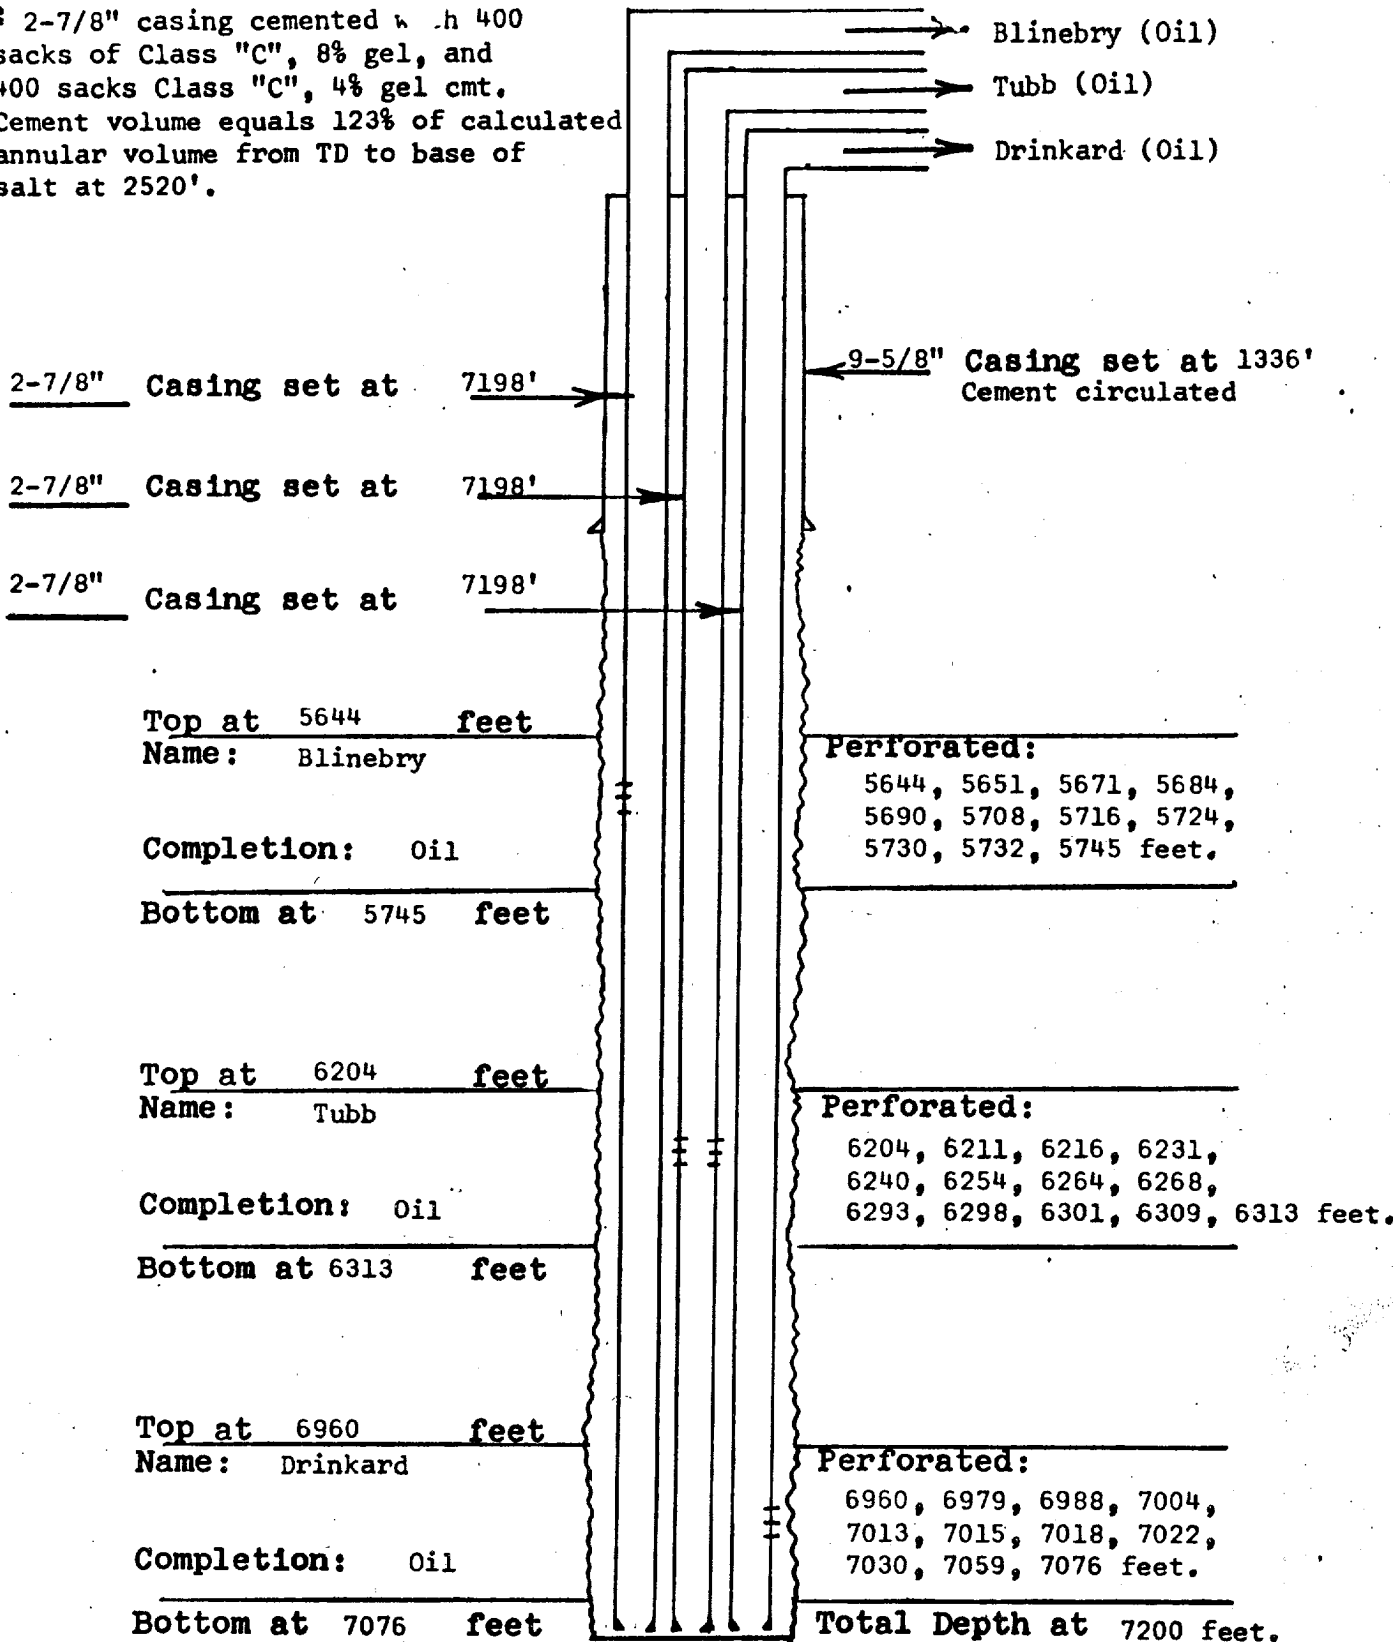 2-7/8" casing cemented h 400
sacks of Class "C", 8% gel, and
400 sacks Class "C", 4% gel cmt.
Cement volume equals 123% of calculated
annular volume from TD to base of
salt at 2520'.
Blinebry (Oil)
Tubb (Oil)
Drinkard (Oil)
9-5/8" Casing set at 1336'
Cement circulated
2-7/8" Casing set at 7198'
2-7/8" Casing set at 7198'
2-7/8" Casing set at 7198'
Top at 5644 feet
Name: Blinebry
Completion: Oil
Bottom at 5745 feet
Perforated:
5644, 5651, 5671, 5684,
5690, 5708, 5716, 5724,
5730, 5732, 5745 feet.
Top at 6204 feet
Name: Tubb
Completion: Oil
Bottom at 6313 feet
Perforated:
6204, 6211, 6216, 6231,
6240, 6254, 6264, 6268,
6293, 6298, 6301, 6309, 6313 feet.
Top at 6960 feet
Name: Drinkard
Completion: Oil
Bottom at 7076 feet
Perforated:
6960, 6979, 6988, 7004,
7013, 7015, 7018, 7022,
7030, 7059, 7076 feet.
Total Depth at 7200 feet.